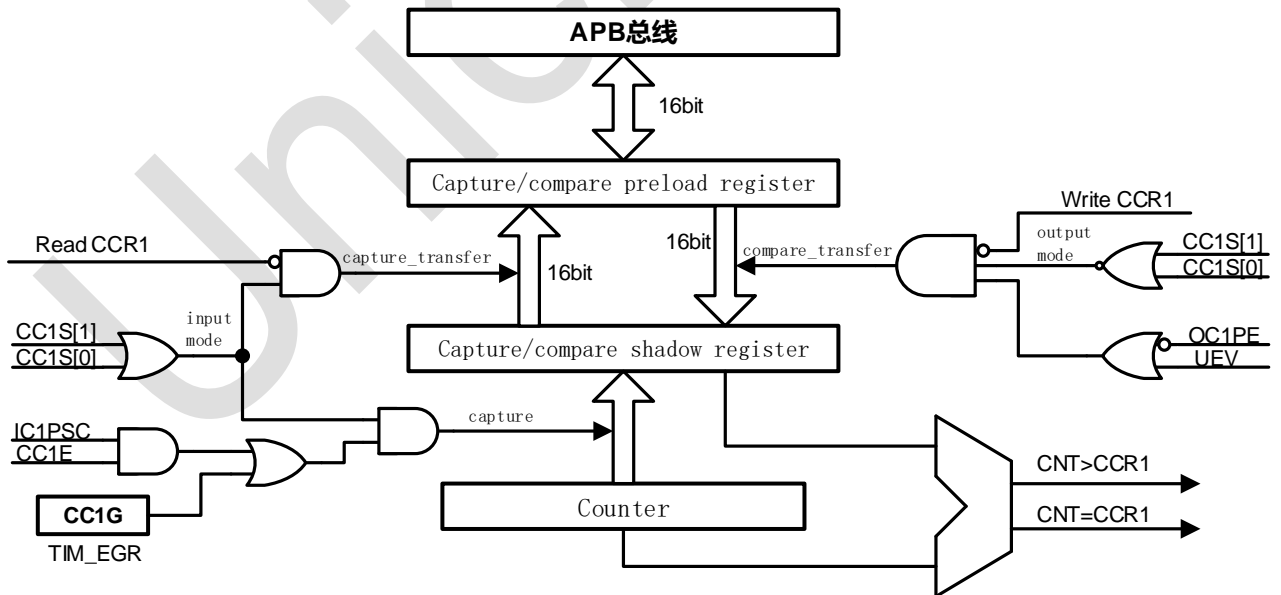 APB总线
16bit
Capture/compare preload register
Write CCR1
Read CCR1
capture_transfer
16bit
16bit
compare_transfer
output
mode
CC1S[1]
CC1S[0]
CC1S[1]
CC1S[0]
input
mode
Capture/compare shadow register
OC1PE
UEV
IC1PSC
CC1E
capture
CC1G
TIM_EGR
Counter
CNT>CCR1
CNT=CCR1